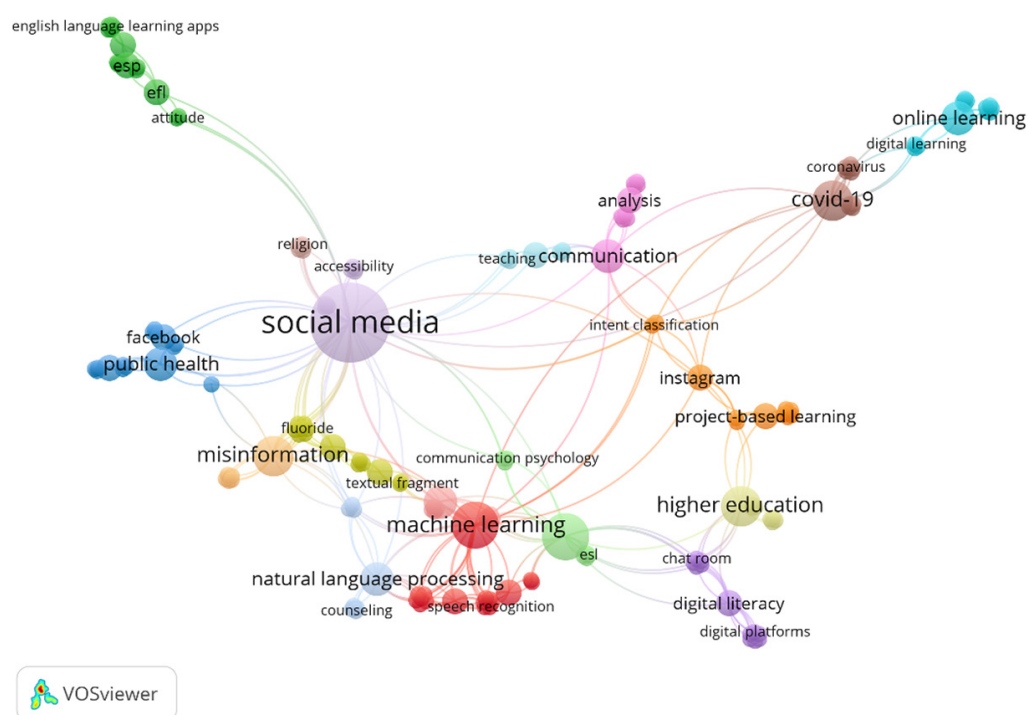 english language learning apps
esp
efl
attitude
online learning
digital learning
coronavirus
covid-19
analysis
religion
accessibility
teaching
communication
social media
intent classification
facebook
public health
instagram
project-based learning
fluoride
misinformation
communication psychology
textual fragment
higher education
machine learning
esl
chat room
natural language processing
speech recognition
counseling
digital literacy
digital platforms
VOSviewer